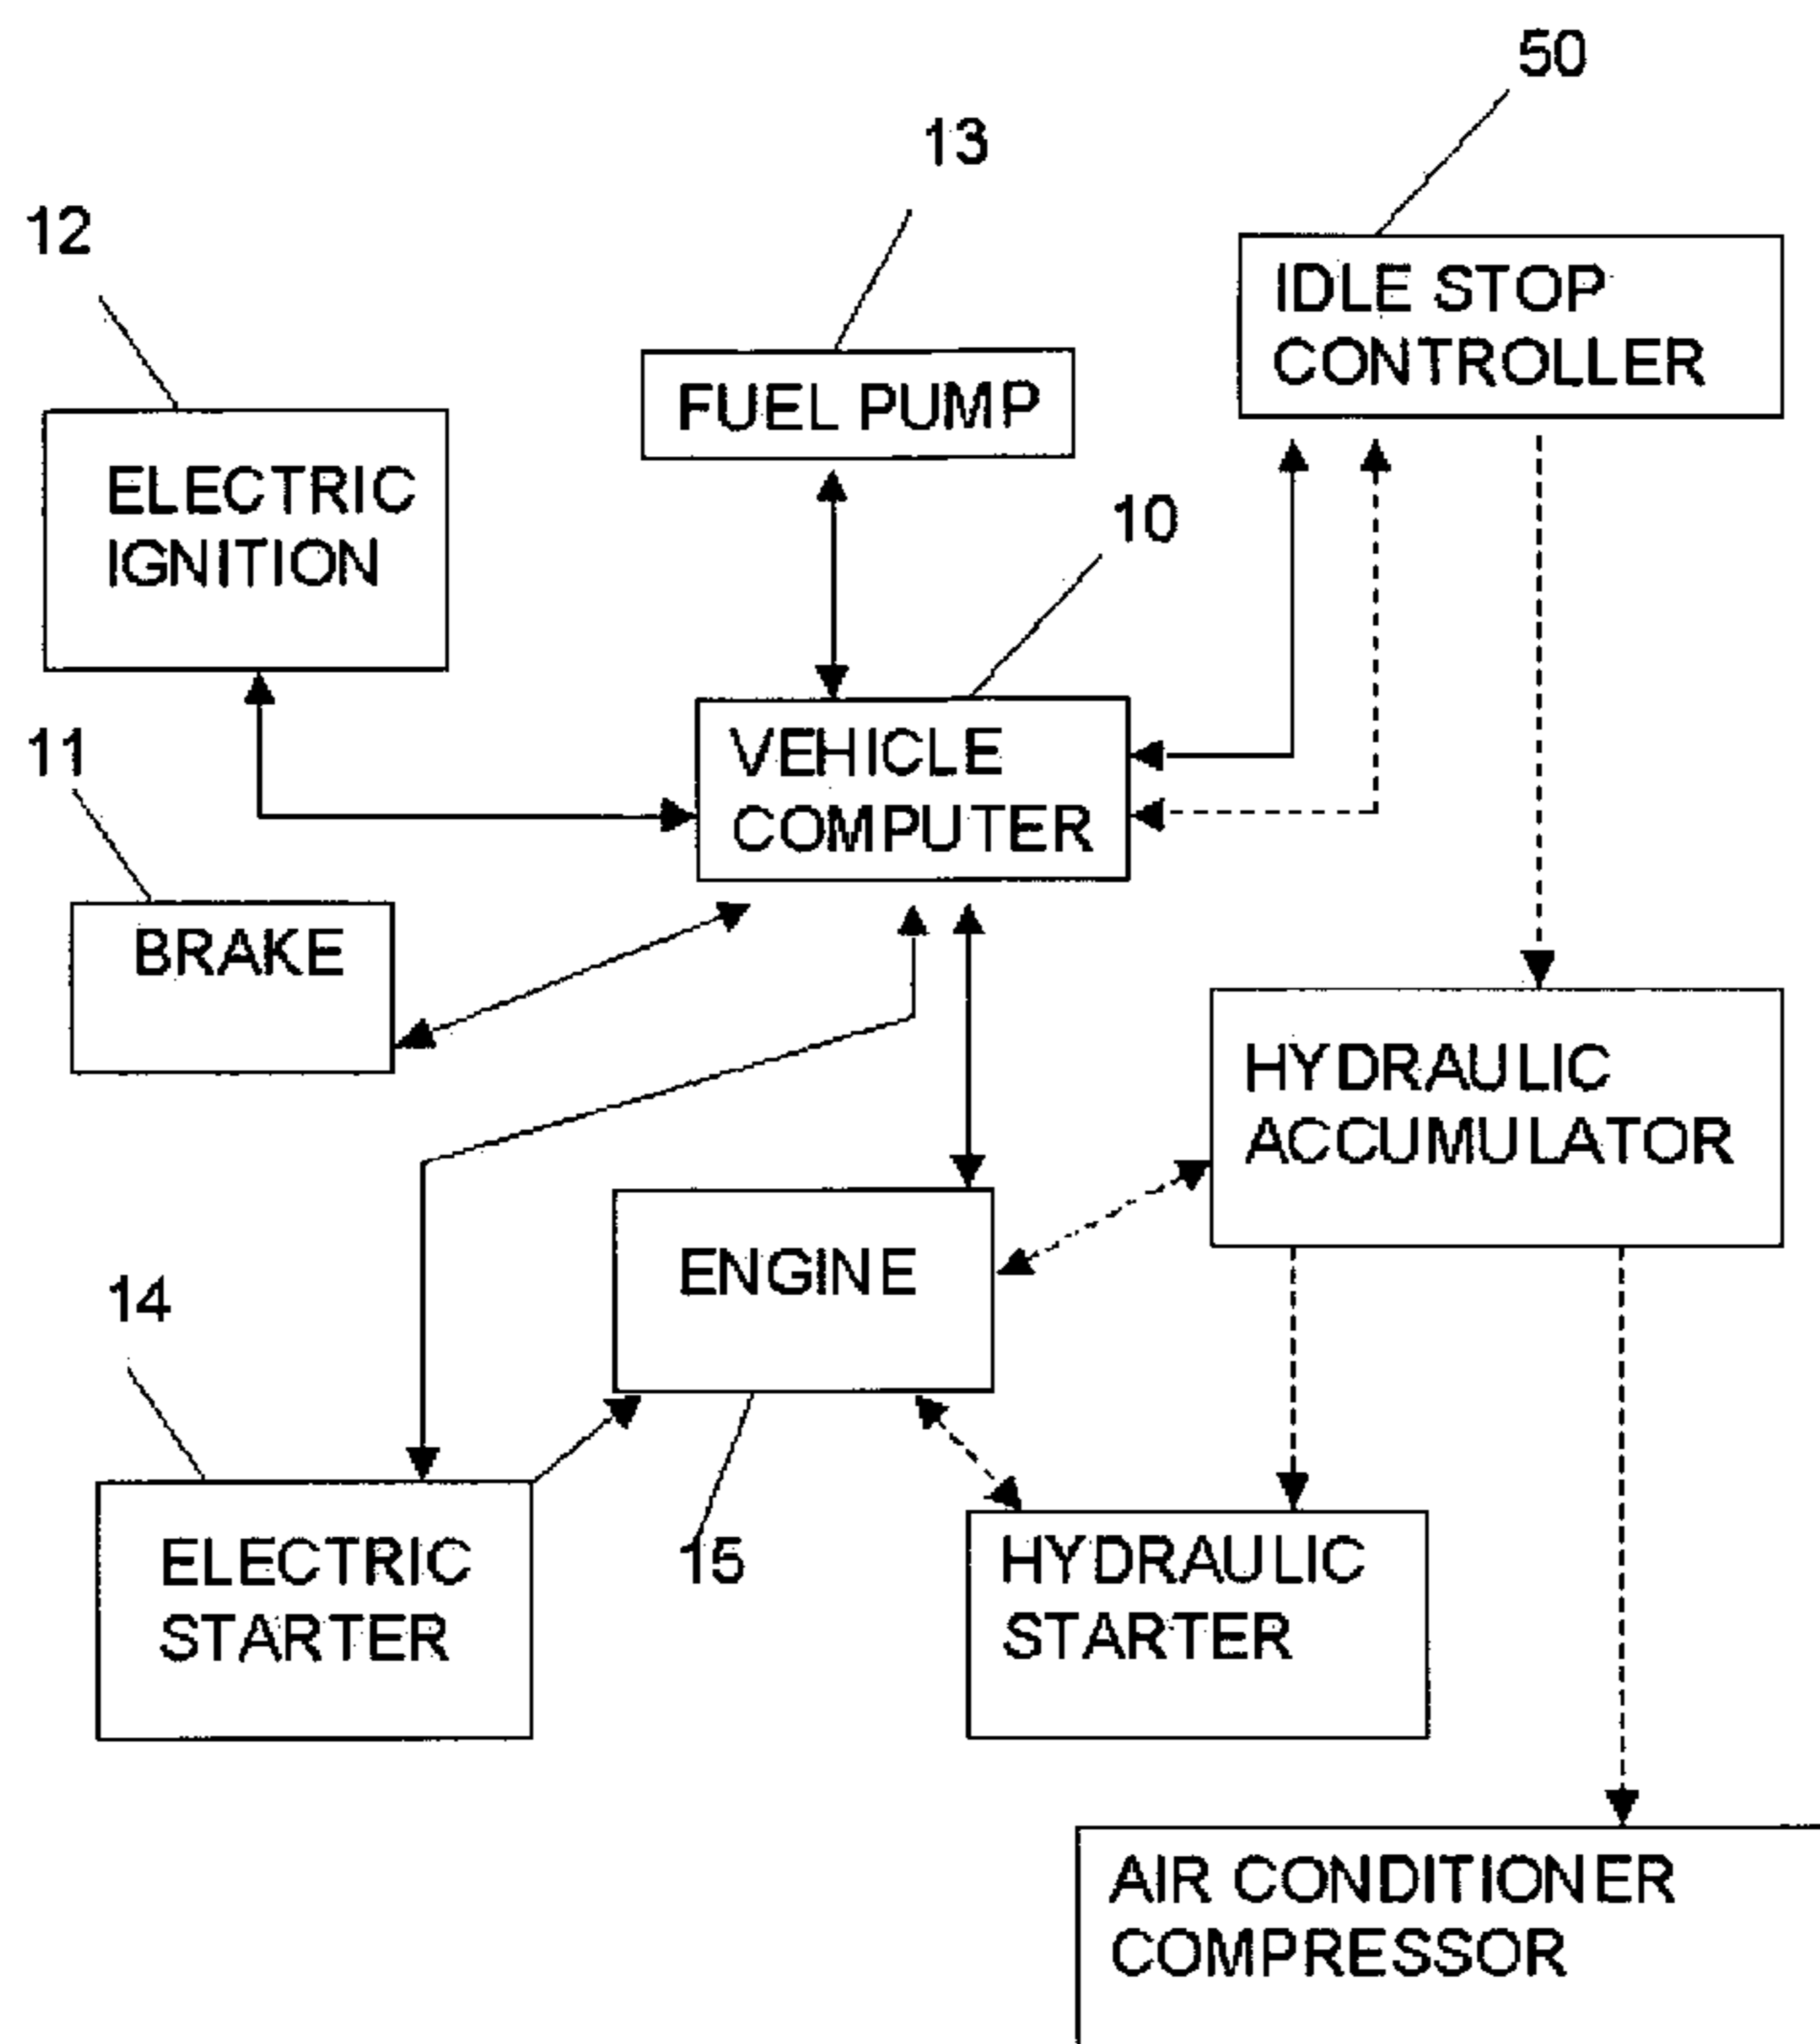 50
13
12
IDLE STOP
CONTROLLER
FUEL PUMP
ELECTRIC
IGNITION
10
11
VEHICLE
COMPUTER
BRAKE
HYDRAULIC
ACCUMULATOR
ENGINE
14
15
ELECTRIC
STARTER
HYDRAULIC
STARTER
AIR CONDITIONER
COMPRESSOR